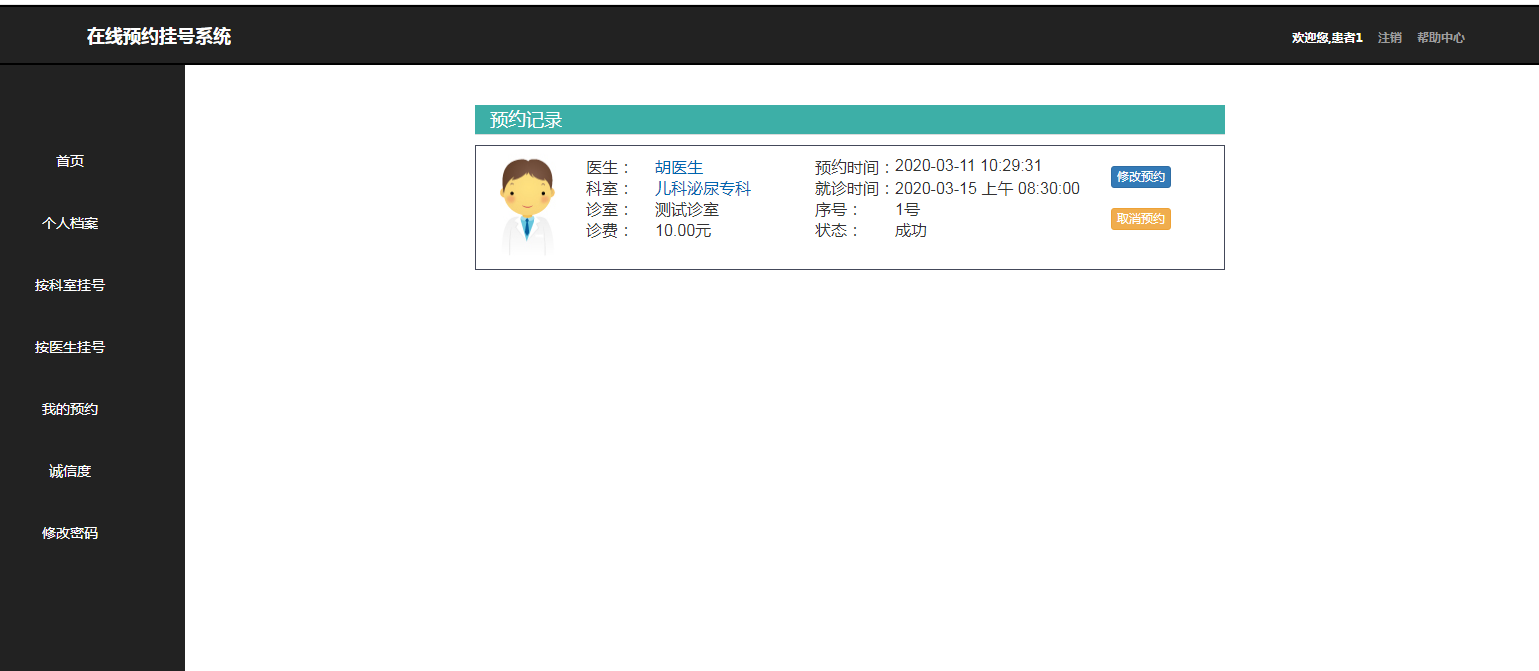 在线预约挂号系统
欢迎您,患者1 注销 帮助中心
首页
个人档案
按科室挂号
按医生挂号
我的预约
诚信度
修改密码
预约记录
医生： 胡医生 预约时间：2020-03-11 10:29:31
科室： 儿科泌尿专科 就诊时间：2020-03-15 上午 08:30:00
诊室： 测试诊室 序号： 1号
诊费： 10.00元 状态： 成功
修改预约
取消预约